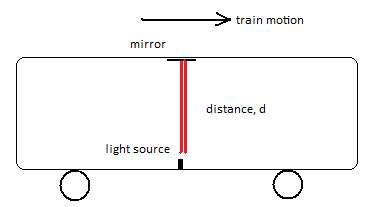 train motion
mirror
distance, d
light source